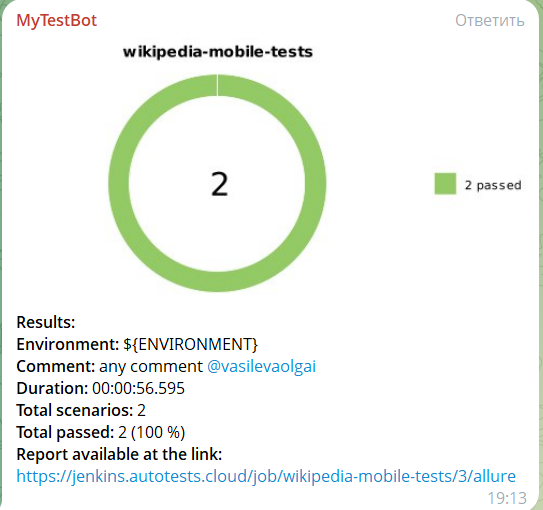 MyTestBot Ответить
wikipedia-mobile-tests
2
2 passed
Results:
Environment: ${ENVIRONMENT}
Comment: any comment @vasilevaolgai
Duration: 00:00:56.595
Total scenarios: 2
Total passed: 2 (100 %)
Report available at the link:
https://jenkins.autotests.cloud/job/wikipedia-mobile-tests/3/allure
19:13